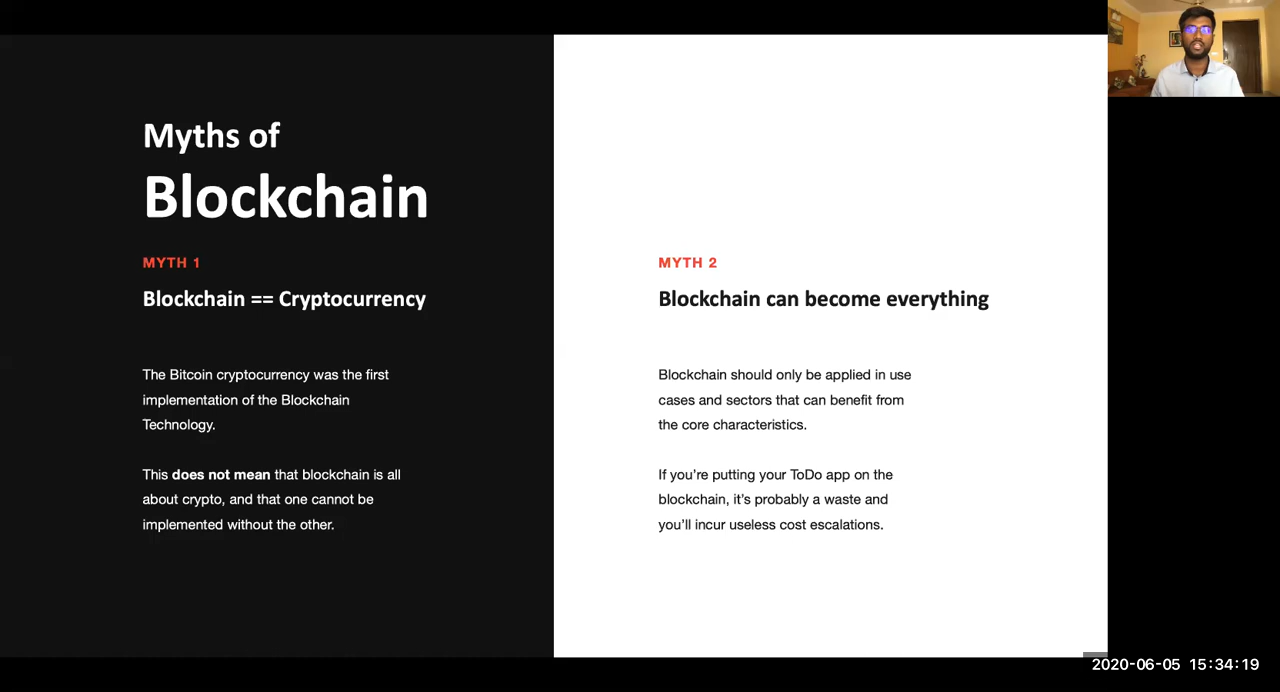 Myths of
Blockchain
MYTH 1
Blockchain == Cryptocurrency
The Bitcoin cryptocurrency was the first
implementation of the Blockchain
Technology.
This does not mean that blockchain is all
about crypto, and that one cannot be
implemented without the other.
MYTH 2
Blockchain can become everything
Blockchain should only be applied in use
cases and sectors that can benefit from
the core characteristics.
If you’re putting your ToDo app on the
blockchain, it’s probably a waste and
you’ll incur useless cost escalations.
2020-06-05 15:34:19